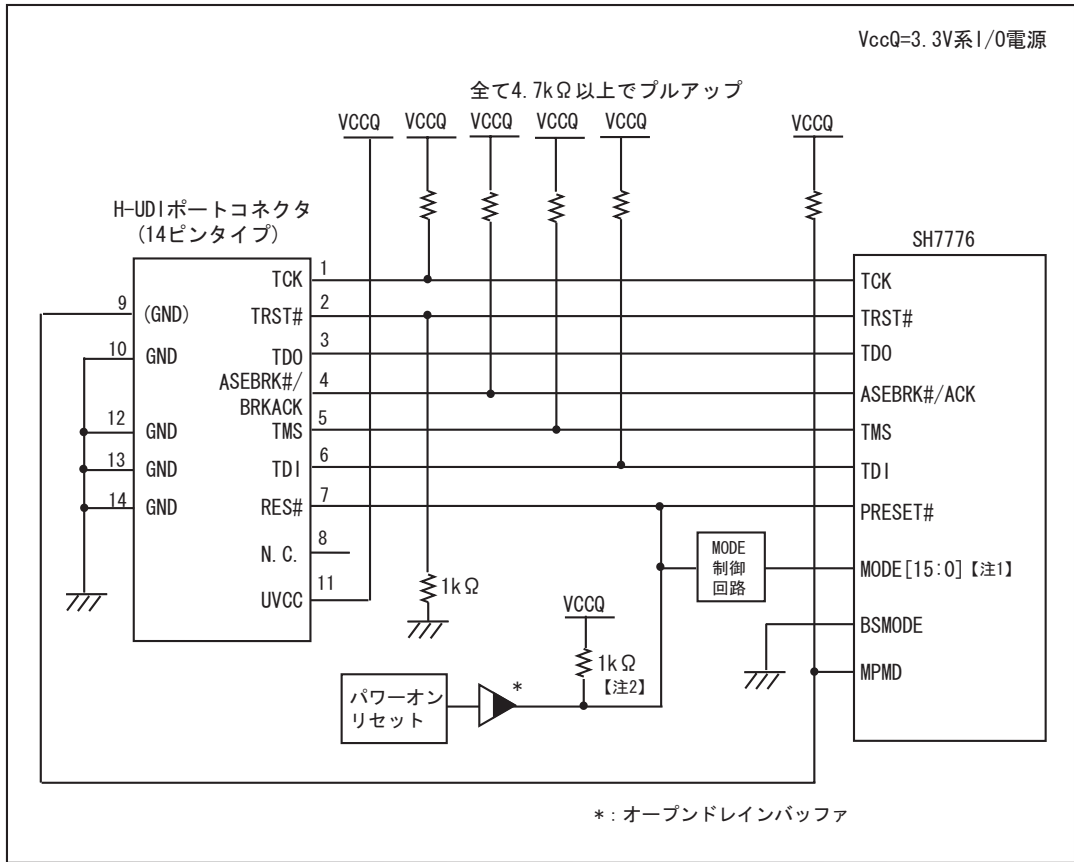 VccQ=3.3V系I/O電源
全て4.7kΩ以上でプルアップ
VCCQ
VCCQ
VCCQ
VCCQ
VCCQ
VCCQ
H-UDIポートコネクタ
(14ピンタイプ)
SH7776
TCK
1
TCK
9
(GND)
TRST#
2
TRST#
10
GND
TDO
3
TDO
ASEBRK#/
BRKACK
4
ASEBRK#/ACK
12
GND
TMS
5
TMS
13
GND
TDI
6
TDI
14
GND
RES#
7
PRESET#
N.C.
8
MODE
制御
回路
MODE[15:0]【注1】
UVCC
11
1kΩ
VCCQ
BSMODE
1kΩ
【注2】
MPMD
パワーオン
リセット
*
*:オープンドレインバッファ